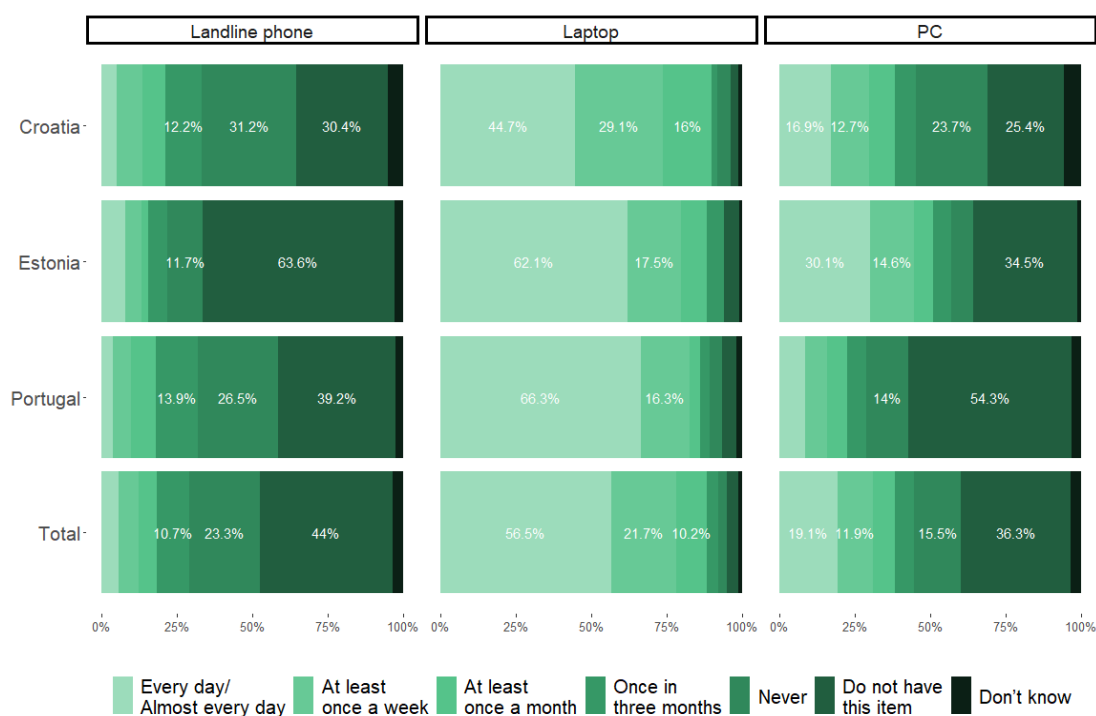 Landline phone Laptop PC
Croatia 12.2% 31.2% 30.4% 44.7% 29.1% 16% 16.9% 12.7% 23.7% 25.4%
Estonia 11.7% 63.6% 62.1% 17.5% 30.1% 14.6% 34.5%
Portugal 13.9% 26.5% 39.2% 66.3% 16.3% 14% 54.3%
Total 10.7% 23.3% 44% 56.5% 21.7% 10.2% 19.1% 11.9% 15.5% 36.3%
0% 25% 50% 75% 100% 0% 25% 50% 75% 100% 0% 25% 50% 75% 100%
Every day/
Almost every day
At least
once a week
At least
once a month
Once in
three months
Never
Do not have
this item
Don't know